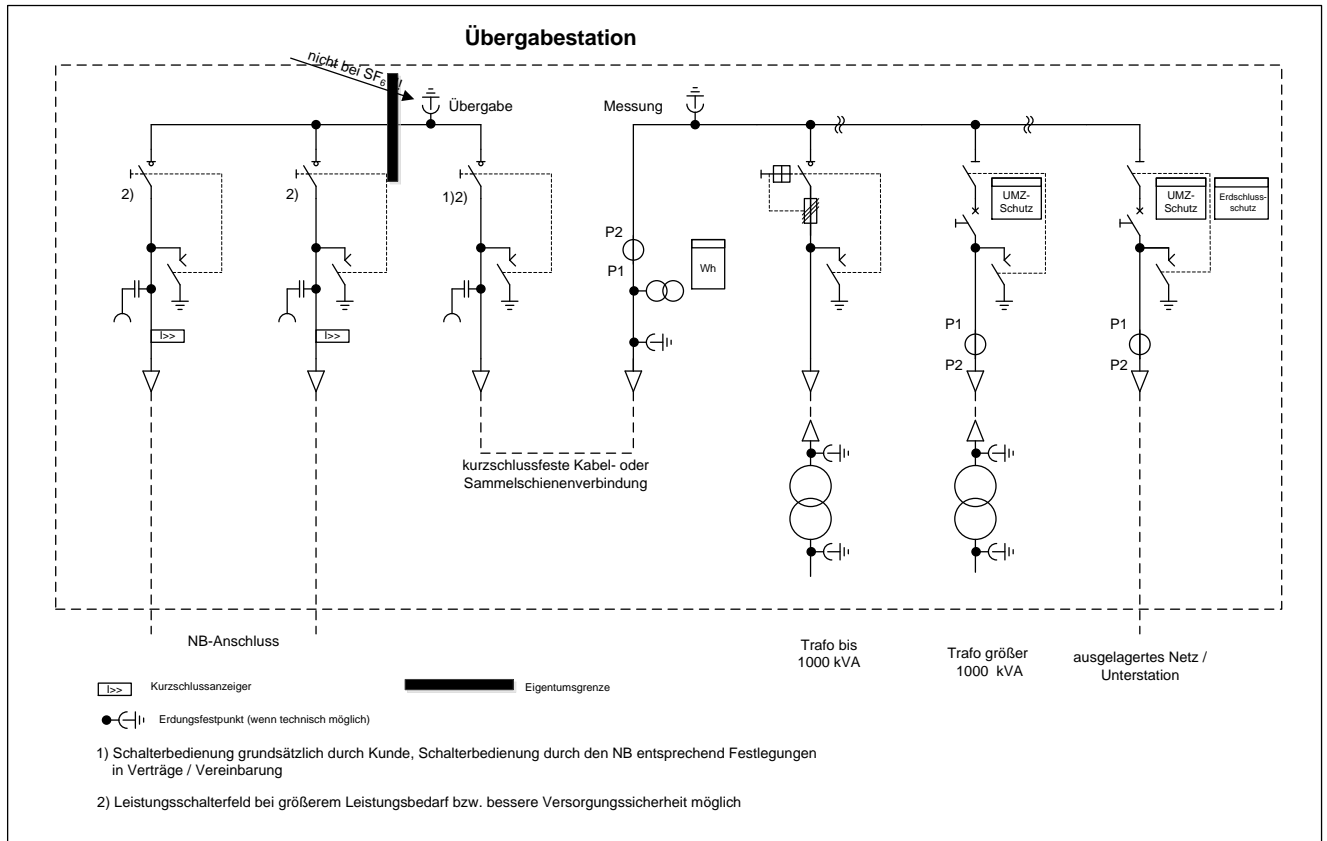 Übergabestation
nicht bei SF6 !!
Übergabe
Messung
2)
2)
1)2)
P2
P1
Wh
UMZ-
Schutz
UMZ-
Schutz
Erdschluss-
schutz
I>>
I>>
P1
P2
P1
P2
kurzschlussfeste Kabel- oder
Sammelschienenverbindung
NB-Anschluss
Trafo bis
1000 kVA
Trafo größer
1000 kVA
ausgelagertes Netz /
Unterstation
I>> Kurzschlussanzeiger
Eigentumsgrenze
Erdungsfestpunkt (wenn technisch möglich)
1) Schalterbedienung grundsätzlich durch Kunde, Schalterbedienung durch den NB entsprechend Festlegungen
in Verträge / Vereinbarung
2) Leistungsschalterfeld bei größerem Leistungsbedarf bzw. bessere Versorgungssicherheit möglich